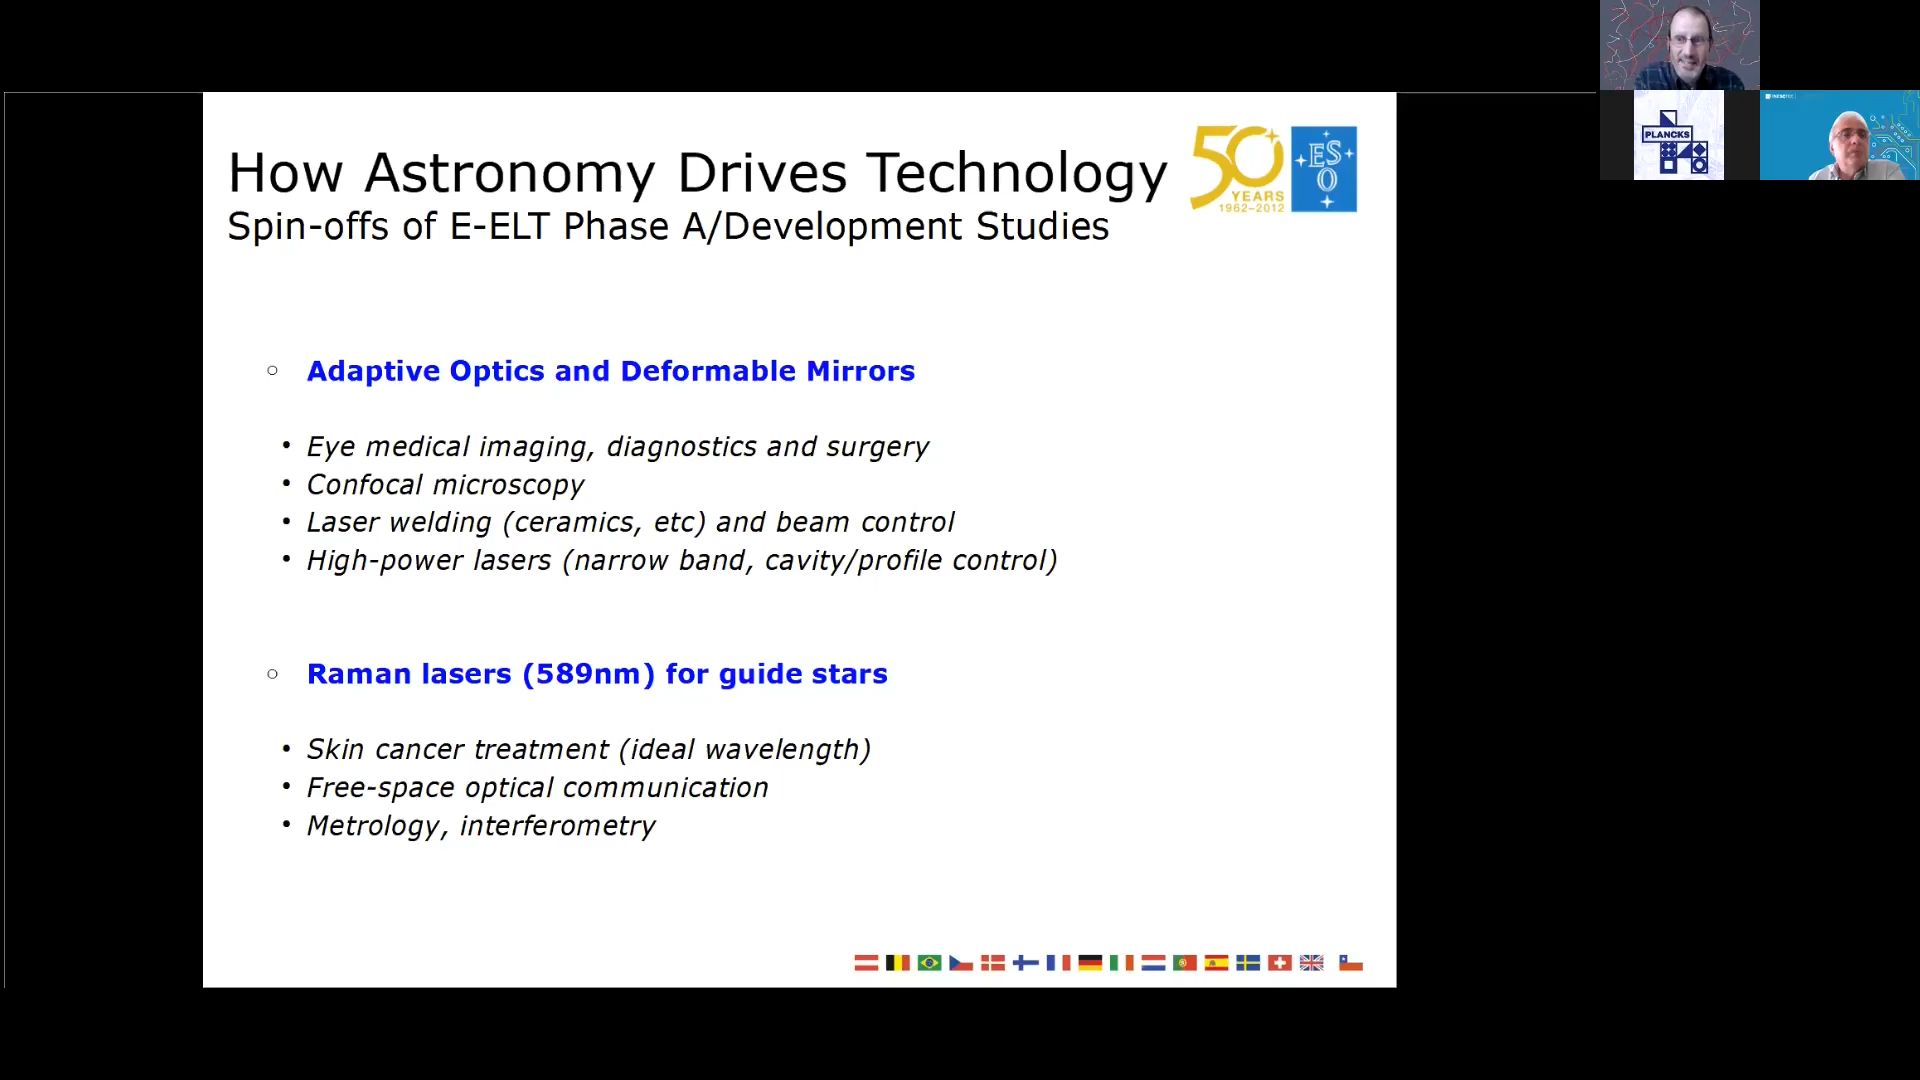 How Astronomy Drives Technology
Spin-offs of E-ELT Phase A/Development Studies
50
YEARS
1962–2012
ES
O
PLANCKS
INESCTEC
Adaptive Optics and Deformable Mirrors
• Eye medical imaging, diagnostics and surgery
• Confocal microscopy
• Laser welding (ceramics, etc) and beam control
• High-power lasers (narrow band, cavity/profile control)
Raman lasers (589nm) for guide stars
• Skin cancer treatment (ideal wavelength)
• Free-space optical communication
• Metrology, interferometry